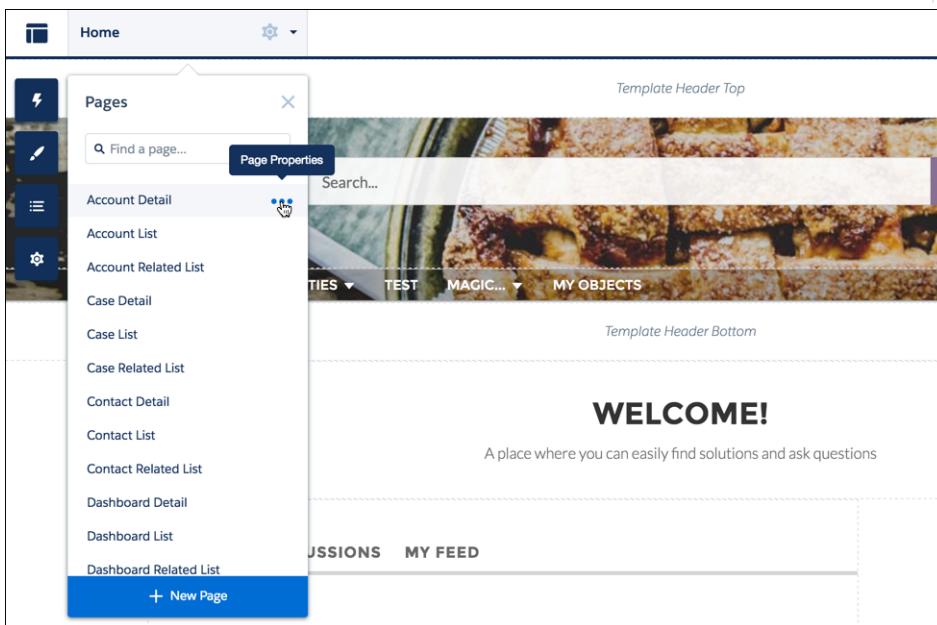 Home
Pages
Find a page...
Page Properties
Account Detail
Account List
Account Related List
Case Detail
Case List
Case Related List
Contact Detail
Contact List
Contact Related List
Dashboard Detail
Dashboard List
Dashboard Related List
+ New Page
Template Header Top
Search...
TIES TEST MAGIC... MY OBJECTS
Template Header Bottom
WELCOME!
A place where you can easily find solutions and ask questions
USSIONS MY FEED